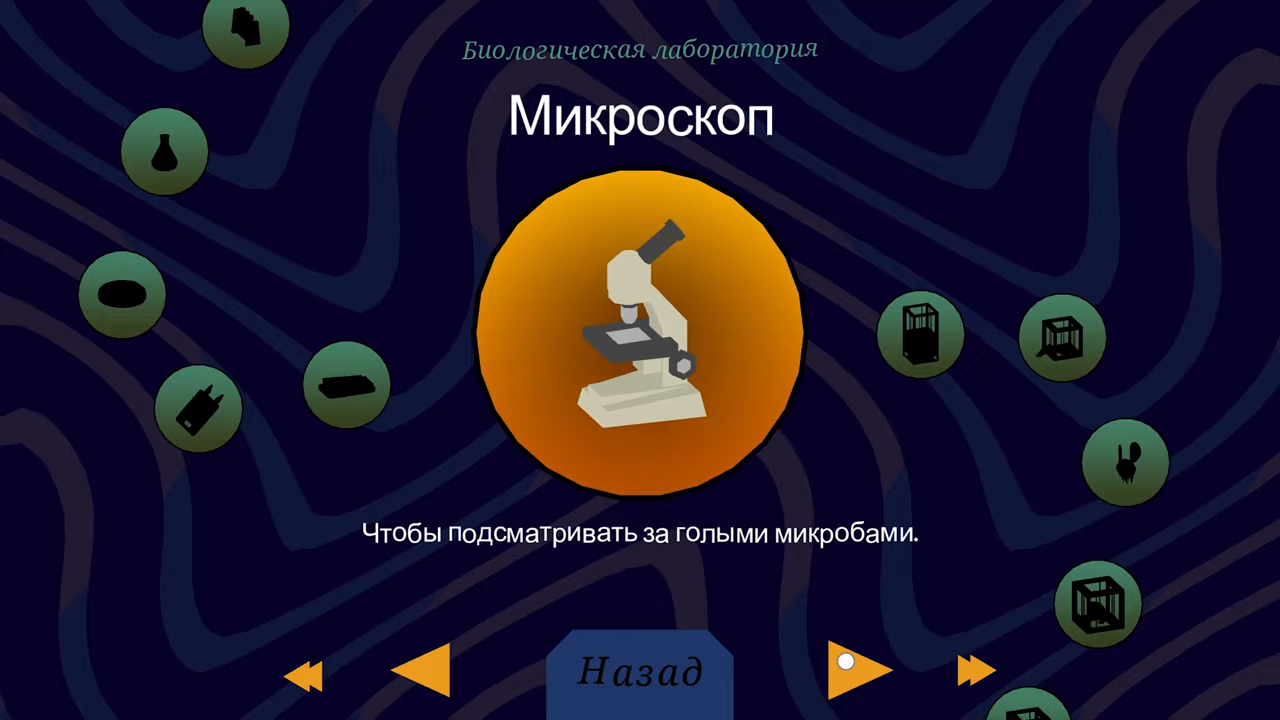 Биологическая лаборатория
Микроскоп
Чтобы подсматривать за голыми микробами.
Назад